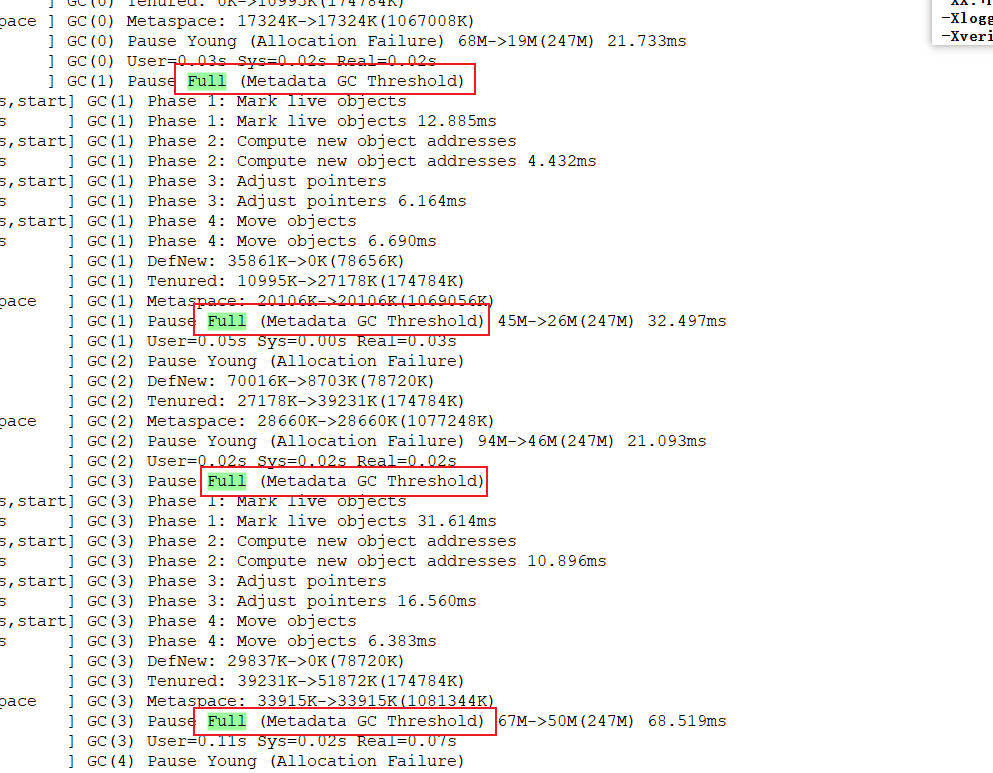 ] GC(0) Tenured: 0K->10995K(174784K)
pace ] GC(0) Metaspace: 17324K->17324K(1067008K)
] GC(0) Pause Young (Allocation Failure) 68M->19M(247M) 21.733ms
] GC(0) User=0.03s Sys=0.02s Real=0.02s
] GC(1) Pause Full (Metadata GC Threshold)
s,start] GC(1) Phase 1: Mark live objects
s ] GC(1) Phase 1: Mark live objects 12.885ms
s,start] GC(1) Phase 2: Compute new object addresses
s ] GC(1) Phase 2: Compute new object addresses 4.432ms
s,start] GC(1) Phase 3: Adjust pointers
s ] GC(1) Phase 3: Adjust pointers 6.164ms
s,start] GC(1) Phase 4: Move objects
s ] GC(1) Phase 4: Move objects 6.690ms
] GC(1) DefNew: 35861K->0K(78656K)
] GC(1) Tenured: 10995K->27178K(174784K)
pace ] GC(1) Metaspace: 20106K->20106K(1069056K)
] GC(1) Pause Full (Metadata GC Threshold) 45M->26M(247M) 32.497ms
] GC(1) User=0.05s Sys=0.00s Real=0.03s
] GC(2) Pause Young (Allocation Failure)
] GC(2) DefNew: 70016K->8703K(78720K)
] GC(2) Tenured: 27178K->39231K(174784K)
pace ] GC(2) Metaspace: 28660K->28660K(1077248K)
] GC(2) Pause Young (Allocation Failure) 94M->46M(247M) 21.093ms
] GC(2) User=0.02s Sys=0.02s Real=0.02s
] GC(3) Pause Full (Metadata GC Threshold)
s,start] GC(3) Phase 1: Mark live objects
s ] GC(3) Phase 1: Mark live objects 31.614ms
s,start] GC(3) Phase 2: Compute new object addresses
s ] GC(3) Phase 2: Compute new object addresses 10.896ms
s,start] GC(3) Phase 3: Adjust pointers
s ] GC(3) Phase 3: Adjust pointers 16.560ms
s,start] GC(3) Phase 4: Move objects
s ] GC(3) Phase 4: Move objects 6.383ms
] GC(3) DefNew: 29837K->0K(78720K)
] GC(3) Tenured: 39231K->51872K(174784K)
pace ] GC(3) Metaspace: 33915K->33915K(1081344K)
] GC(3) Pause Full (Metadata GC Threshold) 67M->50M(247M) 68.519ms
] GC(3) User=0.11s Sys=0.02s Real=0.07s
] GC(4) Pause Young (Allocation Failure)
-Xlogg
-Xveri